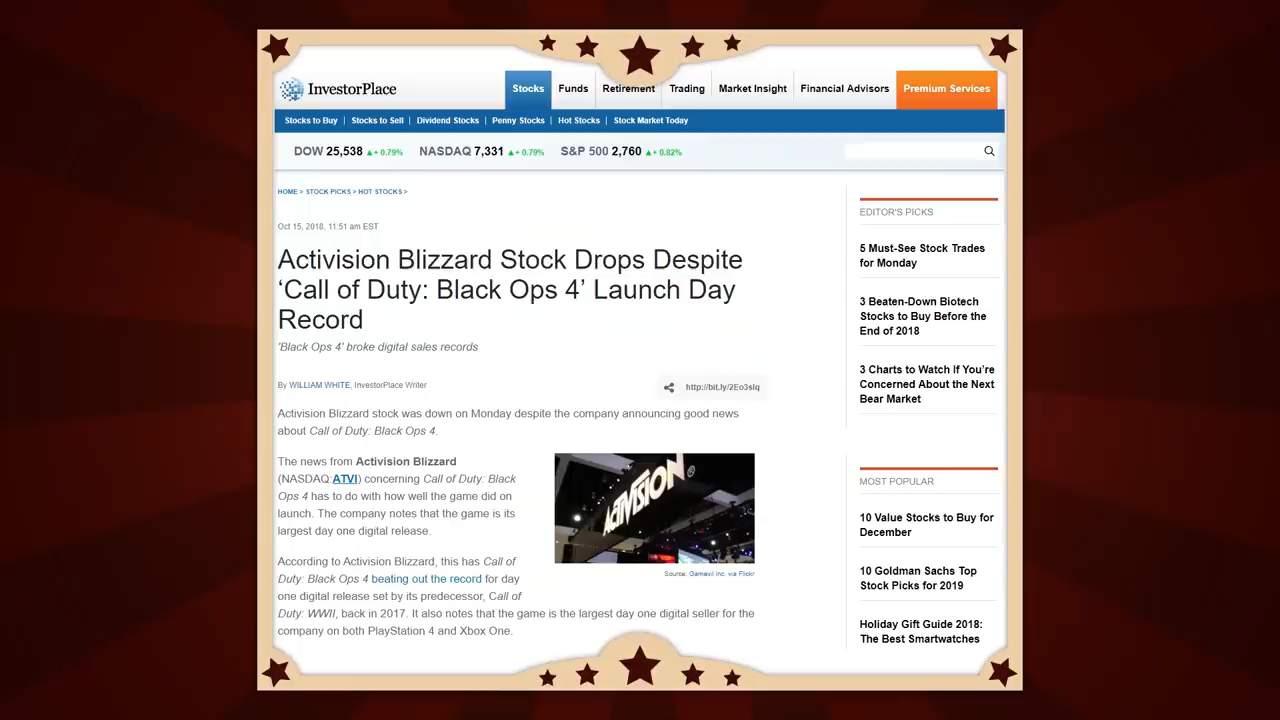 InvestorPlace
Stocks
Funds
Retirement
Trading
Market Insight
Financial Advisors
Premium Services
Stocks to Buy | Stocks to Sell | Dividend Stocks | Penny Stocks | Hot Stocks | Stock Market Today
DOW 25,538 ▲+ 0.79% NASDAQ 7,331 ▲+ 0.79% S&P 500 2,760 ▲+ 0.82%
HOME > STOCK PICKS > HOT STOCKS >
Oct 15, 2018, 11:51 am EST
Activision Blizzard Stock Drops Despite
‘Call of Duty: Black Ops 4’ Launch Day
Record
'Black Ops 4' broke digital sales records
By WILLIAM WHITE, InvestorPlace Writer
http://bit.ly/2Eo3slq
Activision Blizzard stock was down on Monday despite the company announcing good news
about Call of Duty: Black Ops 4.
The news from Activision Blizzard
(NASDAQ:ATVI) concerning Call of Duty: Black
Ops 4 has to do with how well the game did on
launch. The company notes that the game is its
largest day one digital release.
ACTIVISION
®
Source: Gamevil inc. via Flickr
According to Activision Blizzard, this has Call of
Duty: Black Ops 4 beating out the record for day
one digital release set by its predecessor, Call of
Duty: WWII, back in 2017. It also notes that the game is the largest day one digital seller for the
company on both PlayStation 4 and Xbox One.
EDITOR'S PICKS
5 Must-See Stock Trades
for Monday
3 Beaten-Down Biotech
Stocks to Buy Before the
End of 2018
3 Charts to Watch If You’re
Concerned About the Next
Bear Market
MOST POPULAR
10 Value Stocks to Buy for
December
10 Goldman Sachs Top
Stock Picks for 2019
Holiday Gift Guide 2018:
The Best Smartwatches